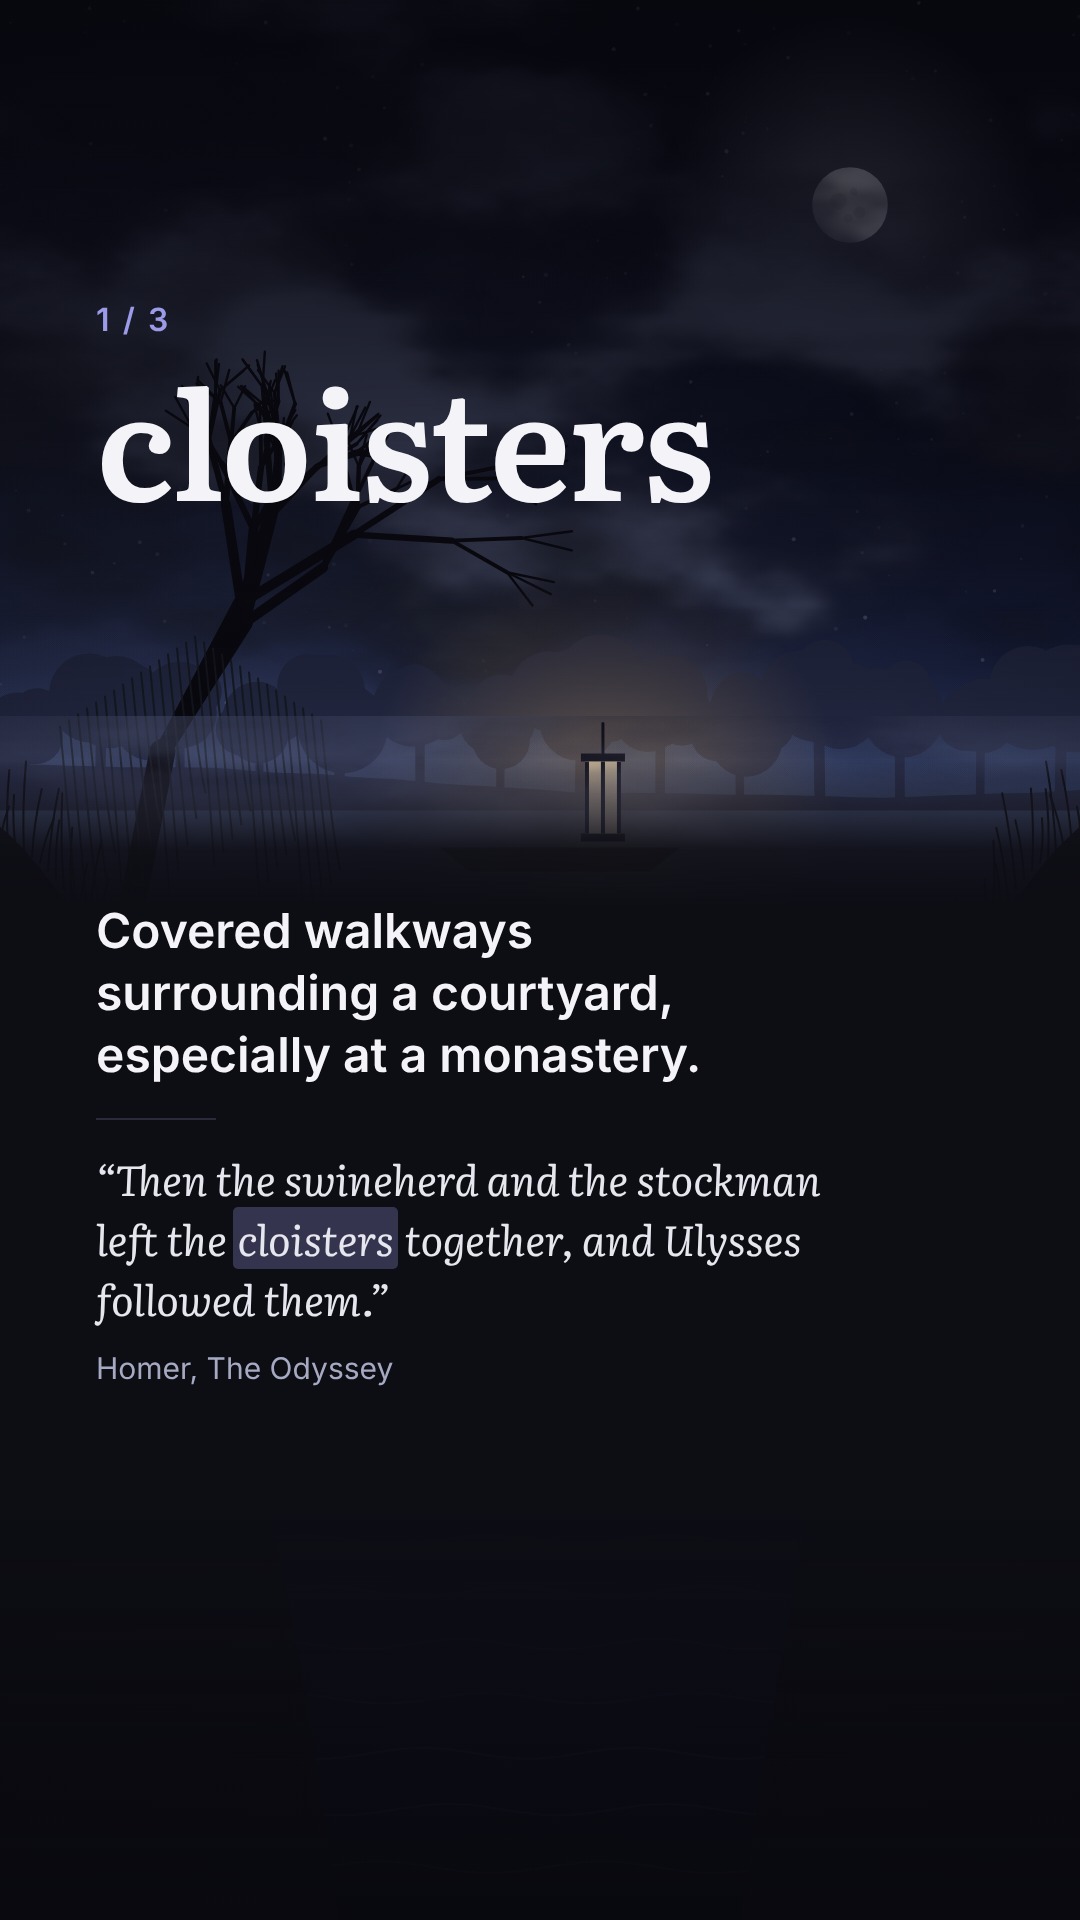 1 / 3
cloisters
Covered walkways
surrounding a courtyard,
especially at a monastery.
“Then the swineherd and the stockman
left the cloisters together, and Ulysses
followed them.”
Homer, The Odyssey